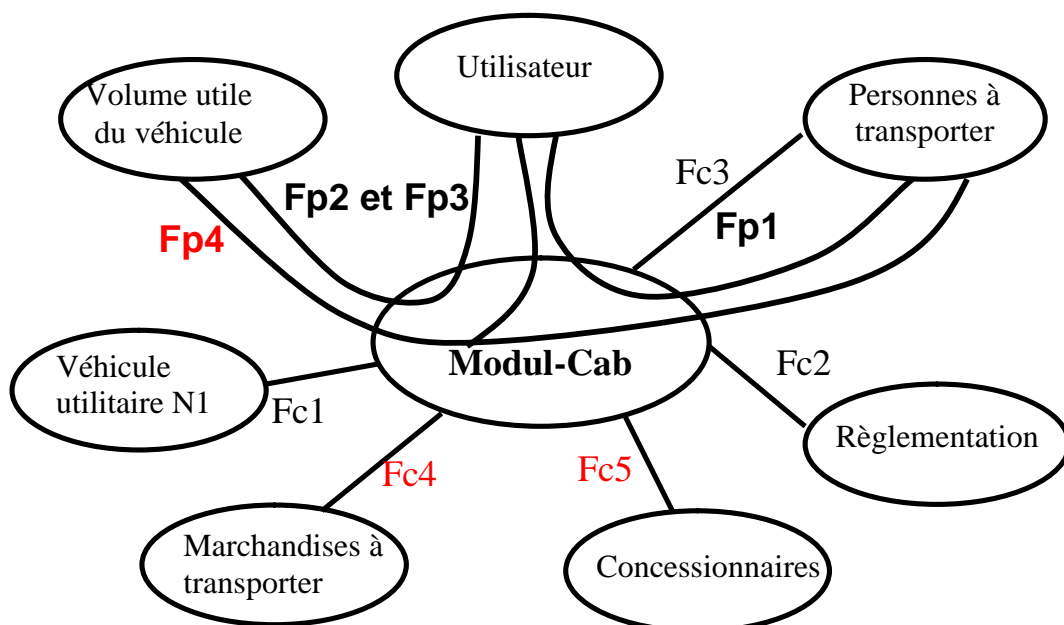 Utilisateur
Volume utile
du véhicule
Personnes à
transporter
Fc3
Fp2 et Fp3
Fp1
Fp4
Modul-Cab
Véhicule
utilitaire N1
Fc1
Fc2
Règlementation
Fc4
Fc5
Marchandises à
transporter
Concessionnaires